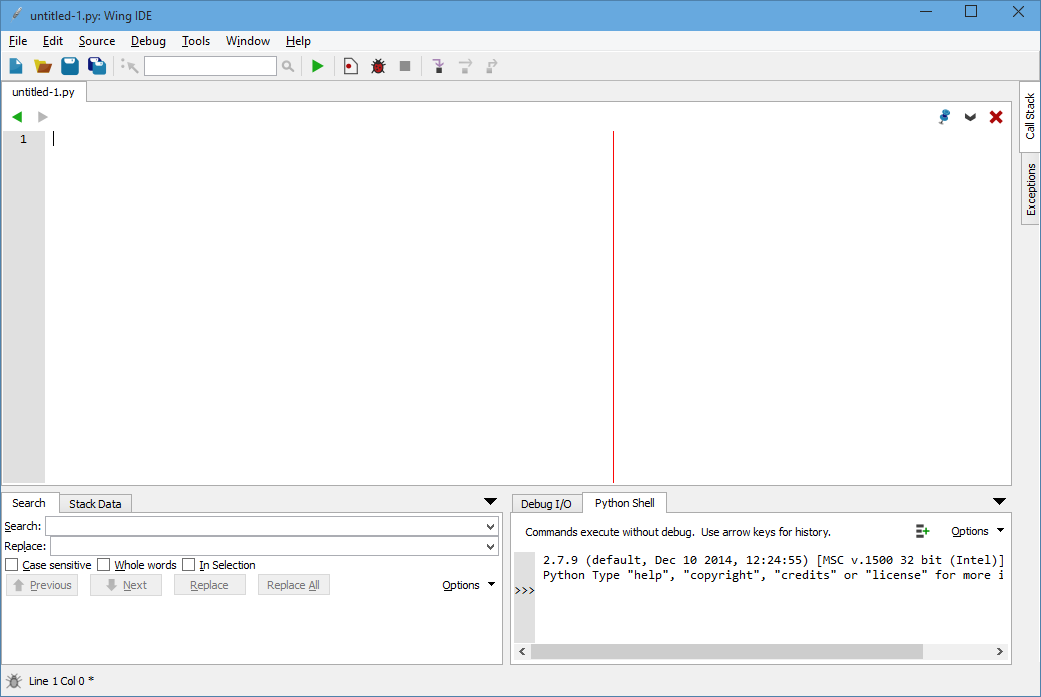 untitled-1.py: Wing IDE
File Edit Source Debug Tools Window Help
untitled-1.py
Call Stack
Exceptions
1
Search Stack Data
Search:
Replace:
Case sensitive Whole words In Selection
Previous Next Replace Replace All Options
Debug I/O Python Shell
Commands execute without debug. Use arrow keys for history. Options
2.7.9 (default, Dec 10 2014, 12:24:55) [MSC v.1500 32 bit (Intel)]
Python Type "help", "copyright", "credits" or "license" for more i
>>>
Line 1 Col 0 *